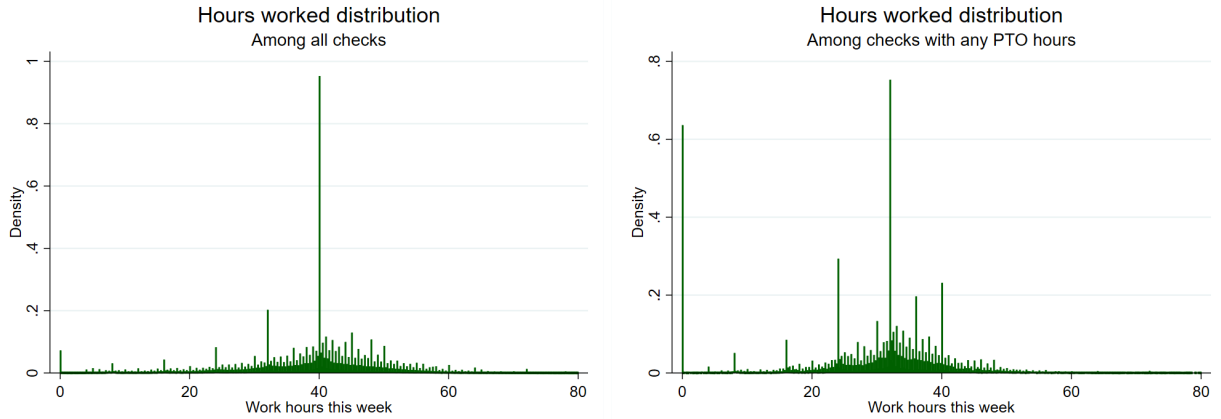 Hours worked distribution
Among all checks
Density
0
.2
.4
.6
.8
1
0
20
40
60
80
Work hours this week
Hours worked distribution
Among checks with any PTO hours
Density
0
.2
.4
.6
.8
0
20
40
60
80
Work hours this week